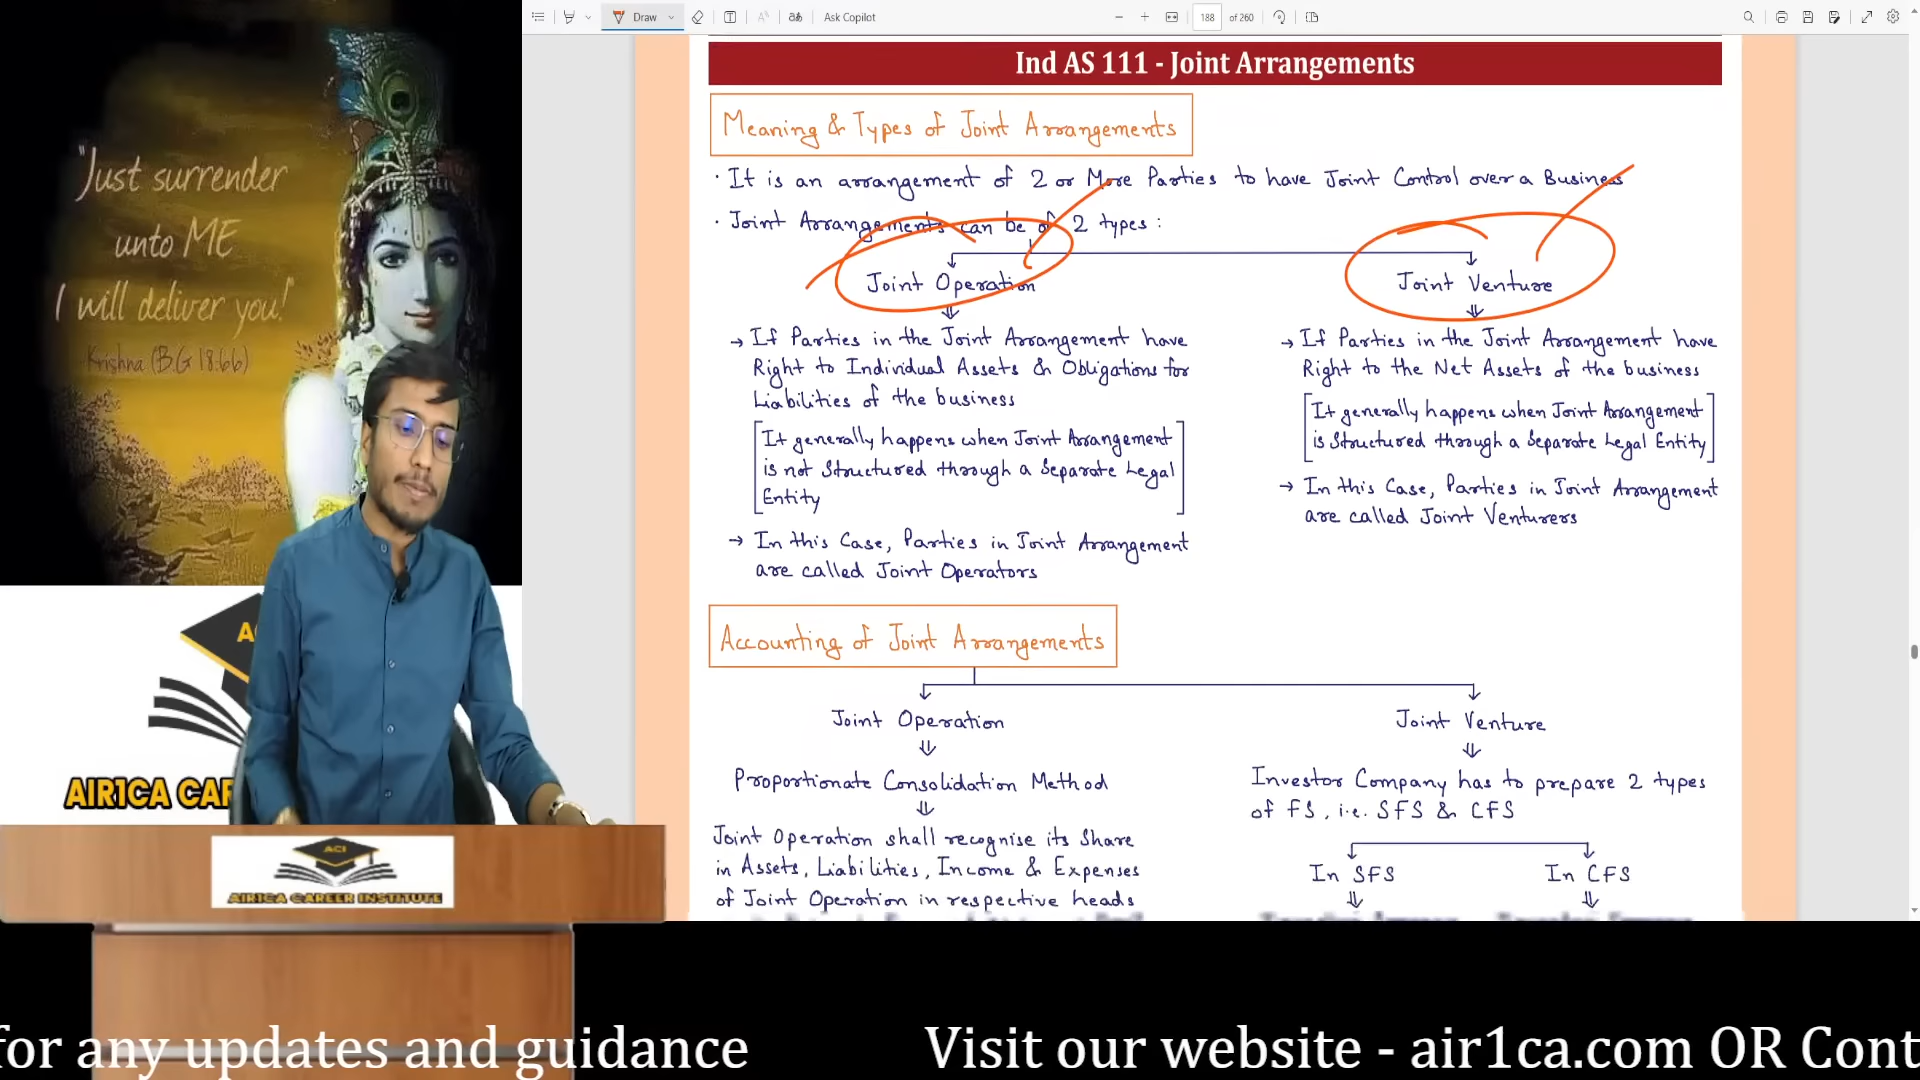 Draw
Ask Copilot
188
of 260
Ind AS 111 - Joint Arrangements
Meaning & Types of Joint Arrangements
· It is an arrangement of 2 or More Parties to have Joint Control over a Business
· Joint Arrangements can be of 2 types :
Joint Operation
→ If Parties in the Joint Arrangement have
Right to Individual Assets & Obligations for
Liabilities of the business
[It generally happens when Joint Arrangement
is not Structured through a Separate Legal
Entity]
→ In this Case, Parties in Joint Arrangement
are called Joint Operators
Joint Venture
→ If Parties in the Joint Arrangement have
Right to the Net Assets of the business
[It generally happens when Joint Arrangement
is Structured through a Separate Legal Entity]
→ In this Case, Parties in Joint Arrangement
are called Joint Venturers
Accounting of Joint Arrangements
Joint Operation
Proportionate Consolidation Method
Joint Operation shall recognise its Share
in Assets, Liabilities, Income & Expenses
of Joint Operation in respective heads
Joint Venture
Investor Company has to prepare 2 types
of FS, i.e. SFS & CFS
In SFS
In CFS
"Just surrender
unto ME
I will deliver you!"
Krishna (B.G 18:66)
AIR1CA CAR
ACI
AIR1CA CAREER INSTITUTE
for any updates and guidance
Visit our website - air1ca.com OR Cont